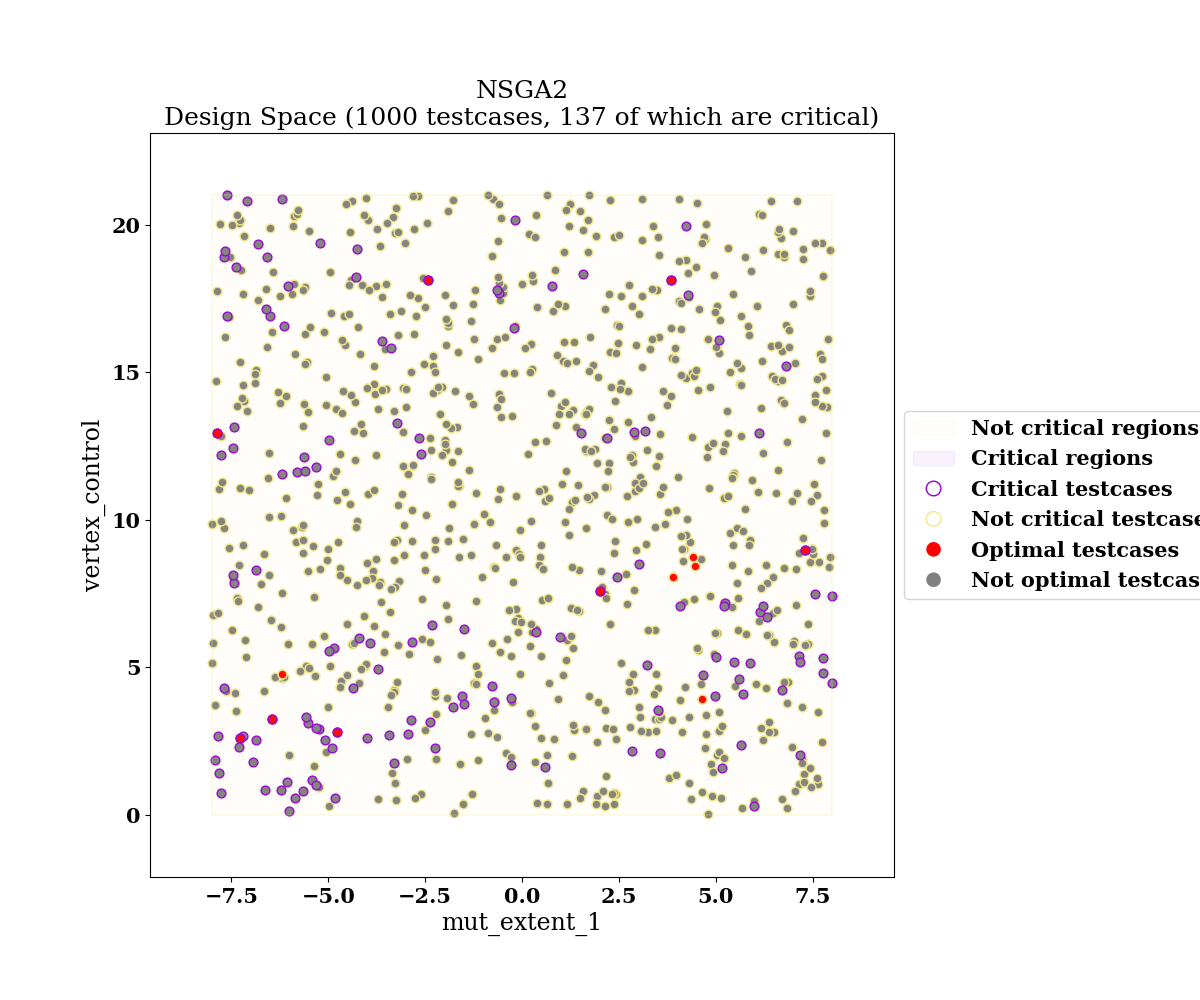 NSGA2
Design Space (1000 testcases, 137 of which are critical)
20
15
10
5
0
vertex_control
−7.5 −5.0 −2.5 0.0 2.5 5.0 7.5
mut_extent_1
Not critical regions
Critical regions
Critical testcases
Not critical testcase
Optimal testcases
Not optimal testcas